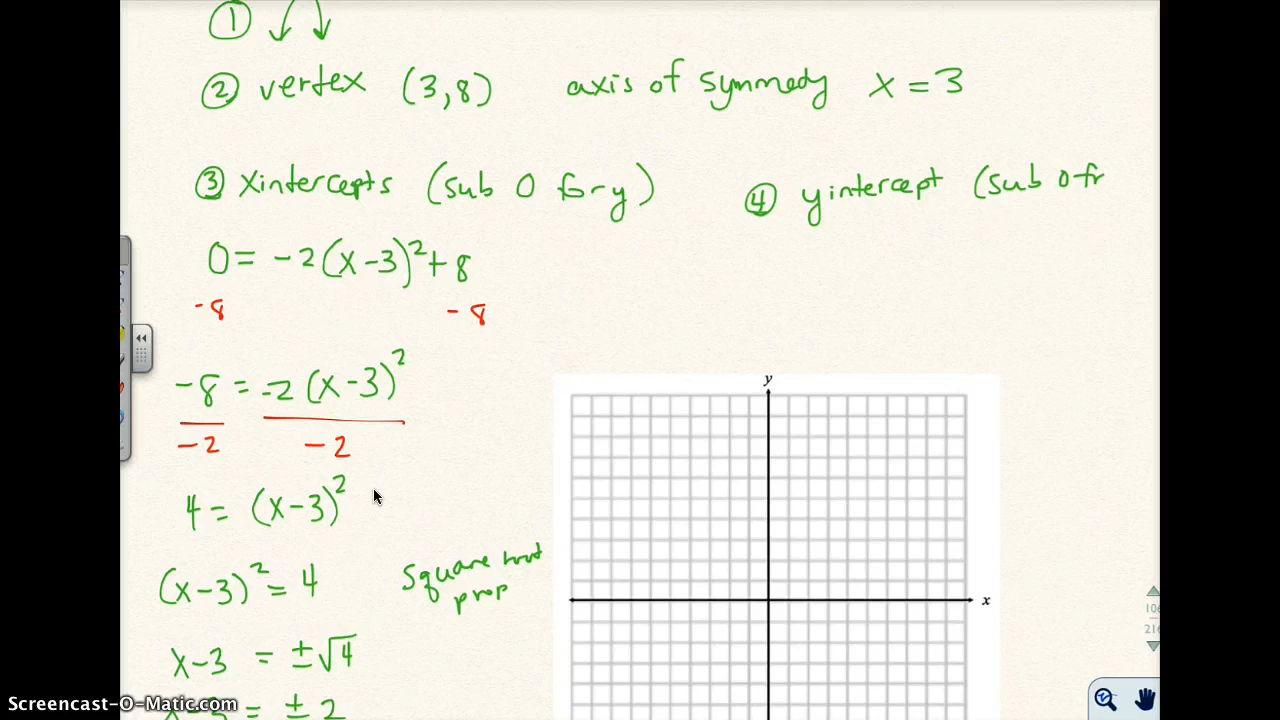 ①
② vertex (3,8) axis of symmedy x = 3
③ xintercepts (sub 0 for y)
④ yintercept (sub 0 fr
0 = -2(x-3)²+8
-8 -8
-8 = -2(x-3)²
-2 -2
4 = (x-3)²
(x-3)² = 4
Square root
prop
x-3 = ±√4
x-3 = ± 2
y
x
Screencast-O-Matic.com